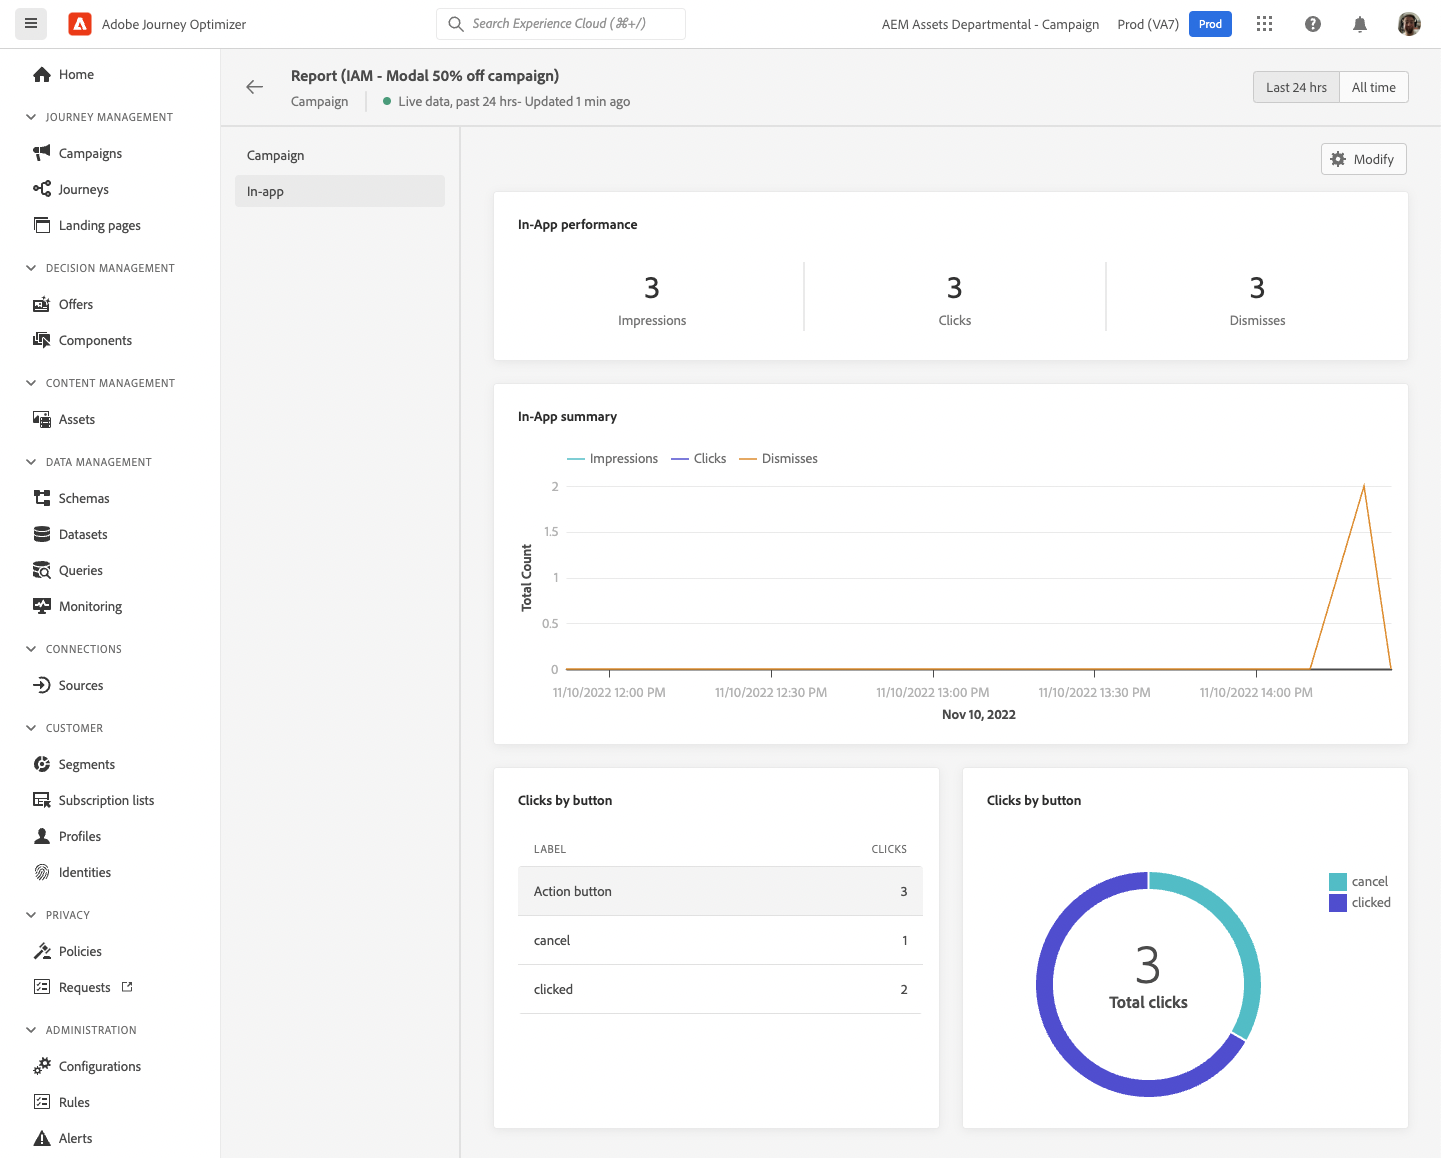 Adobe Journey Optimizer
Search Experience Cloud (⌘+/)
AEM Assets Departmental - Campaign
Prod (VA7)
Prod
Home
JOURNEY MANAGEMENT
Campaigns
Journeys
Landing pages
DECISION MANAGEMENT
Offers
Components
CONTENT MANAGEMENT
Assets
DATA MANAGEMENT
Schemas
Datasets
Queries
Monitoring
CONNECTIONS
Sources
CUSTOMER
Segments
Subscription lists
Profiles
Identities
PRIVACY
Policies
Requests
ADMINISTRATION
Configurations
Rules
Alerts
Report (IAM - Modal 50% off campaign)
Campaign
Live data, past 24 hrs- Updated 1 min ago
Last 24 hrs
All time
Campaign
In-app
Modify
In-App performance
3
Impressions
3
Clicks
3
Dismisses
In-App summary
Impressions
Clicks
Dismisses
Total Count
2
1.5
1
0.5
0
11/10/2022 12:00 PM
11/10/2022 12:30 PM
11/10/2022 13:00 PM
11/10/2022 13:30 PM
11/10/2022 14:00 PM
Nov 10, 2022
Clicks by button
LABEL
CLICKS
Action button
3
cancel
1
clicked
2
Clicks by button
cancel
clicked
3
Total clicks